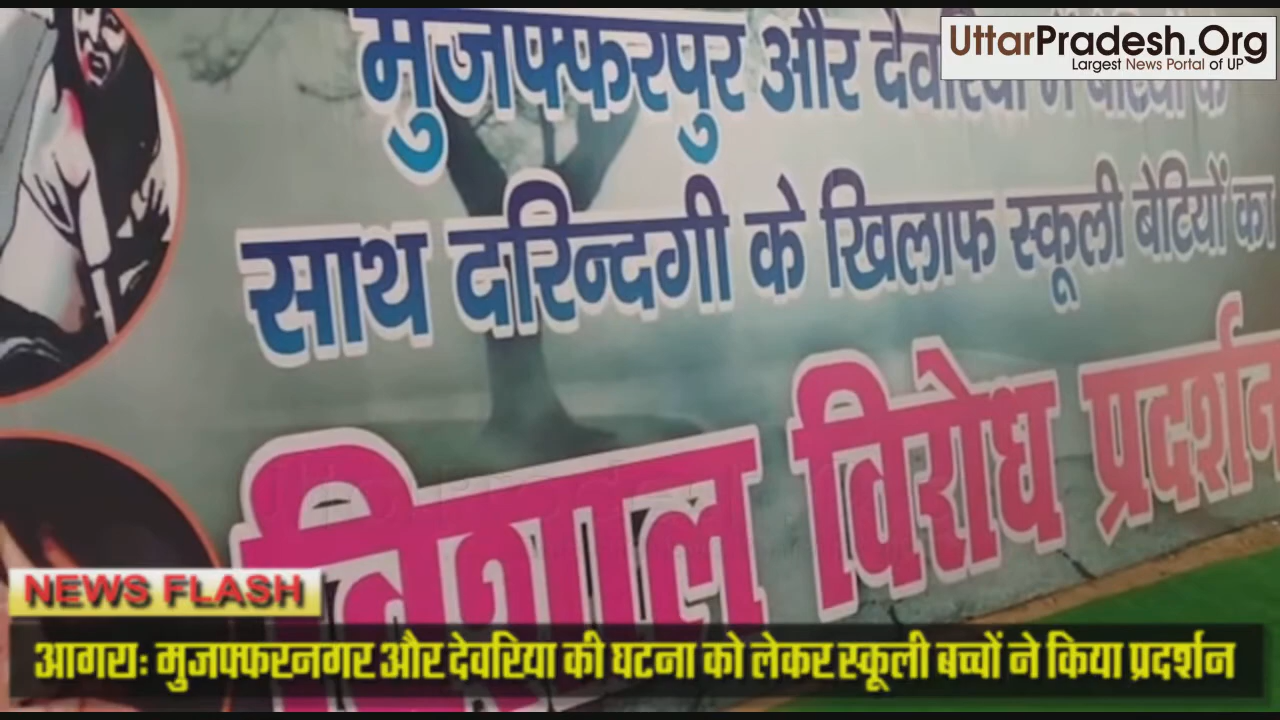 UttarPradesh.Org
Largest News Portal of UP
मुजफ्फरपुर और
साथ दरिन्दगी के खिलाफ स्कूली बेटियों का
विशाल विरोध प्रदर्शन
NEWS FLASH
आगराः मुजफ्फरनगर और देवरिया की घटना को लेकर स्कूली बच्चों ने किया प्रदर्शन